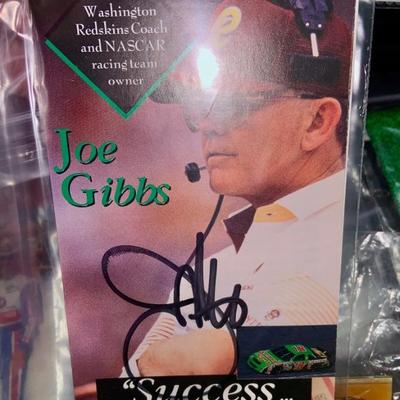 Washington
Redskins Coach
and NASCAR
racing team
owner
Joe
Gibbs
"Success...